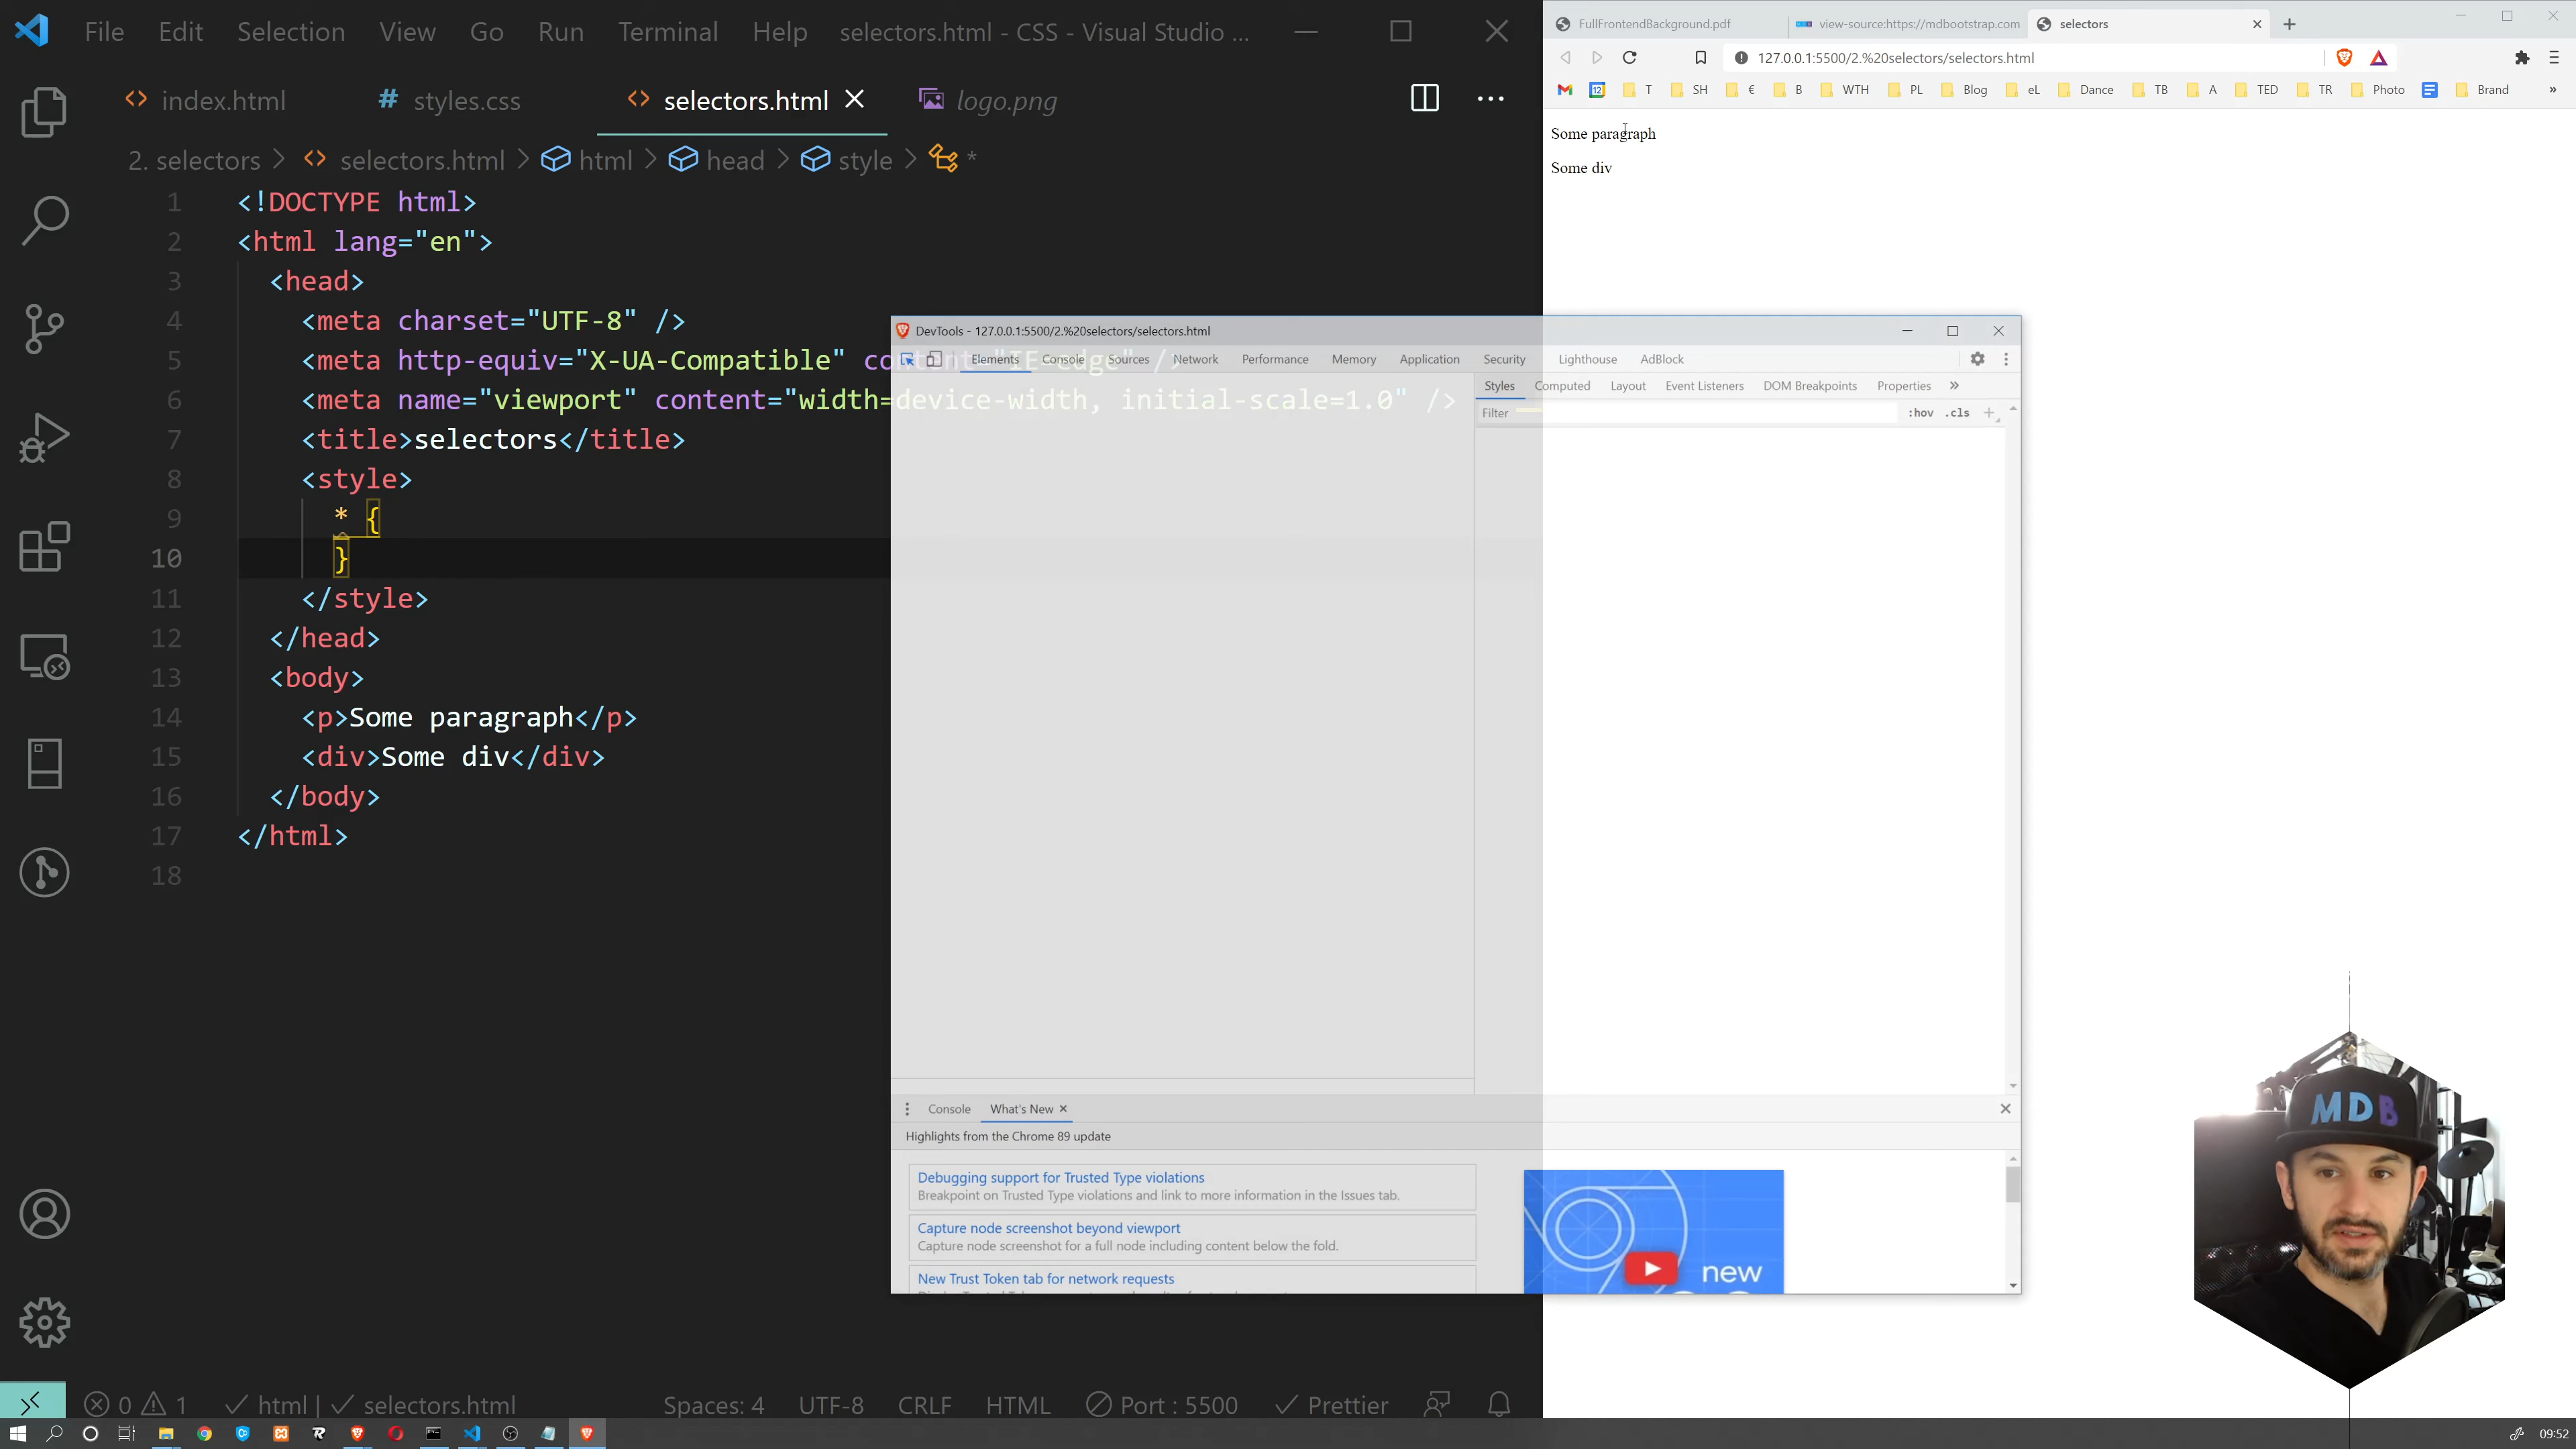 File Edit Selection View Go Run Terminal Help selectors.html - CSS - Visual Studio ...
index.html # styles.css selectors.html logo.png
2. selectors > selectors.html > html > head > style > *
1 <!DOCTYPE html>
2 <html lang="en">
3 <head>
4 <meta charset="UTF-8" />
5 <meta http-equiv="X-UA-Compatible" content="IE=edge" />
6 <meta name="viewport" content="width=device-width, initial-scale=1.0" />
7 <title>selectors</title>
8 <style>
9 * {
10 }
11 </style>
12 </head>
13 <body>
14 <p>Some paragraph</p>
15 <div>Some div</div>
16 </body>
17 </html>
18
0 1 html | selectors.html Spaces: 4 UTF-8 CRLF HTML Port : 5500 Prettier
FullFrontendBackground.pdf view-source:https://mdbootstrap.com selectors
127.0.0.1:5500/2.%20selectors/selectors.html
12 T SH € B WTH PL Blog eL Dance TB A TED TR Photo Brand »
Some paragraph
Some div
DevTools - 127.0.0.1:5500/2.%20selectors/selectors.html
Elements Console Sources Network Performance Memory Application Security Lighthouse AdBlock
Styles Computed Layout Event Listeners DOM Breakpoints Properties »
Filter :hov .cls +
Console What's New
Highlights from the Chrome 89 update
Debugging support for Trusted Type violations
Breakpoint on Trusted Type violations and link to more information in the Issues tab.
Capture node screenshot beyond viewport
Capture node screenshot for a full node including content below the fold.
New Trust Token tab for network requests
new
MDB
09:52